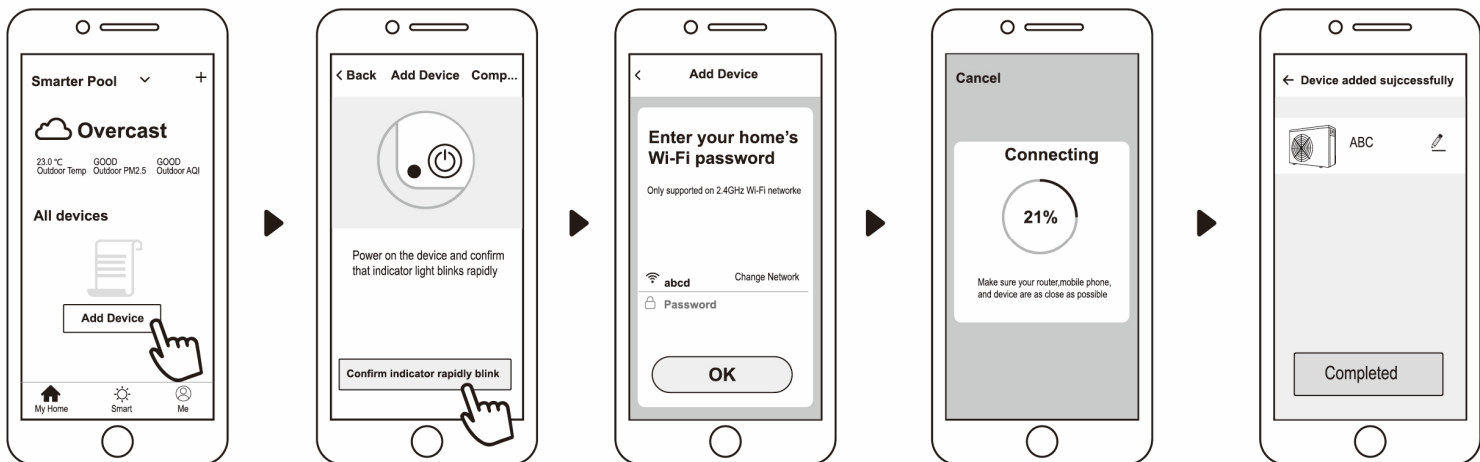 Smarter Pool +
Overcast
23.0 ℃ GOOD GOOD
Outdoor Temp Outdoor PM2.5 Outdoor AQI
All devices
Add Device
My Home Smart Me
< Back Add Device Comp...
Power on the device and confirm
that indicator light blinks rapidly
Confirm indicator rapidly blink
< Add Device
Enter your home's
Wi-Fi password
Only supported on 2.4GHz Wi-Fi networke
abcd Change Network
Password
OK
Cancel
Connecting
21%
Make sure your router,mobile phone,
and device are as close as possible
← Device added sujccessfully
ABC
Completed